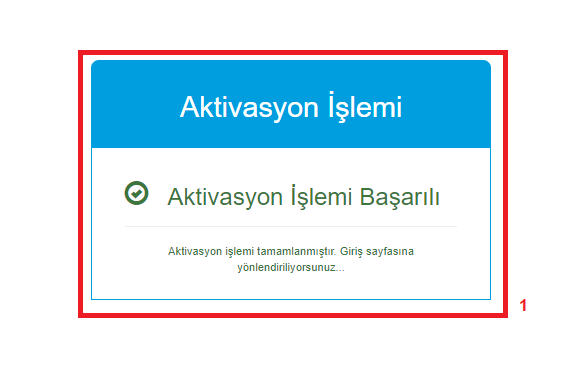 Aktivasyon İşlemi
Aktivasyon İşlemi Başarılı
Aktivasyon işlemi tamamlanmıştır. Giriş sayfasına
yönlendiriliyorsunuz...
1